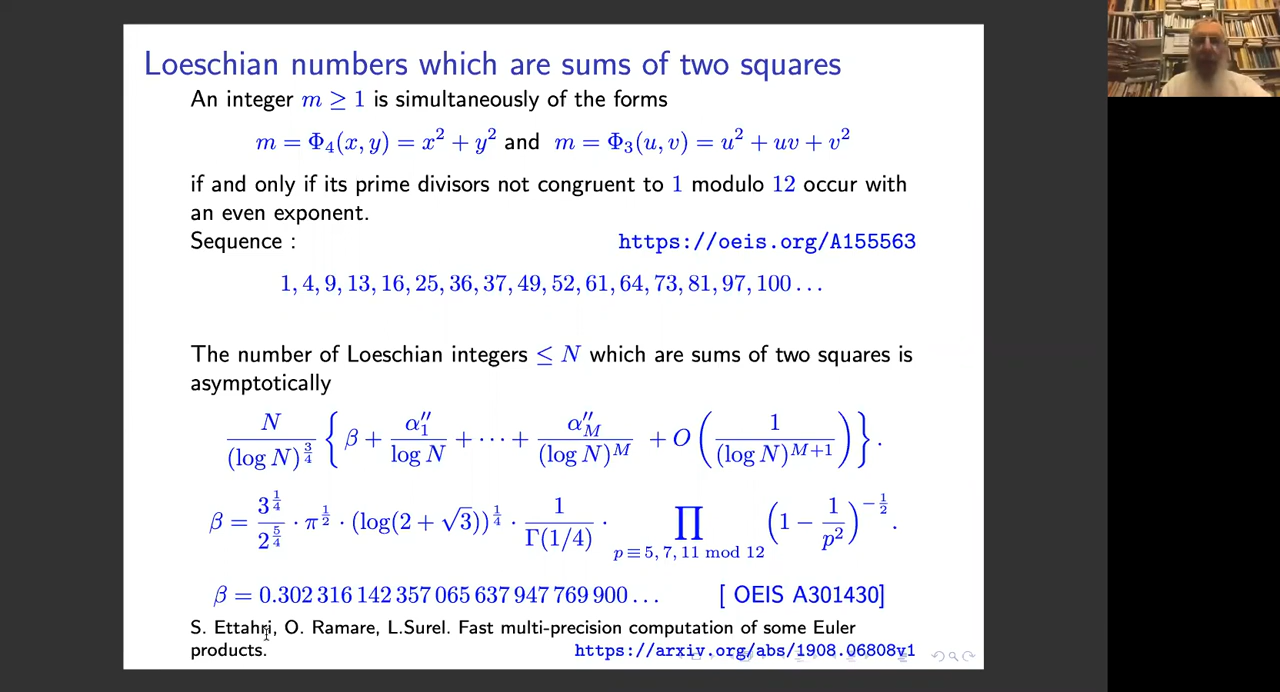 Loeschian numbers which are sums of two squares
An integer m ≥ 1 is simultaneously of the forms
m = Φ₄(x, y) = x² + y² and m = Φ₃(u, v) = u² + uv + v²
if and only if its prime divisors not congruent to 1 modulo 12 occur with
an even exponent.
Sequence : https://oeis.org/A155563
1, 4, 9, 13, 16, 25, 36, 37, 49, 52, 61, 64, 73, 81, 97, 100 . . .
The number of Loeschian integers ≤ N which are sums of two squares is
asymptotically
N/(log N)^{3/4} { β + α₁″/log N + ··· + α_M″/(log N)^M + O( 1/(log N)^{M+1} ) } .
β = 3^{1/4}/2^{5/4} · π^{1/2} · (log(2 + √3))^{1/4} · 1/Γ(1/4) · ∏_{p ≡ 5, 7, 11 mod 12} (1 − 1/p²)^{−1/2} .
β = 0.302 316 142 357 065 637 947 769 900 . . . [ OEIS A301430]
S. Ettahri, O. Ramare, L.Surel. Fast multi-precision computation of some Euler
products. https://arxiv.org/abs/1908.06808v1